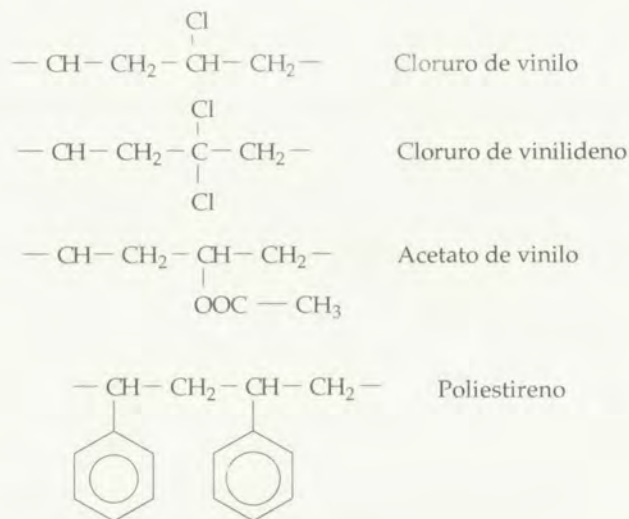 Cl
— CH — CH₂ — CH — CH₂ — Cloruro de vinilo
Cl
— CH — CH₂ — C — CH₂ — Cloruro de vinilideno
Cl
— CH — CH₂ — CH — CH₂ — Acetato de vinilo
OOC — CH₃
— CH — CH₂ — CH — CH₂ — Poliestireno